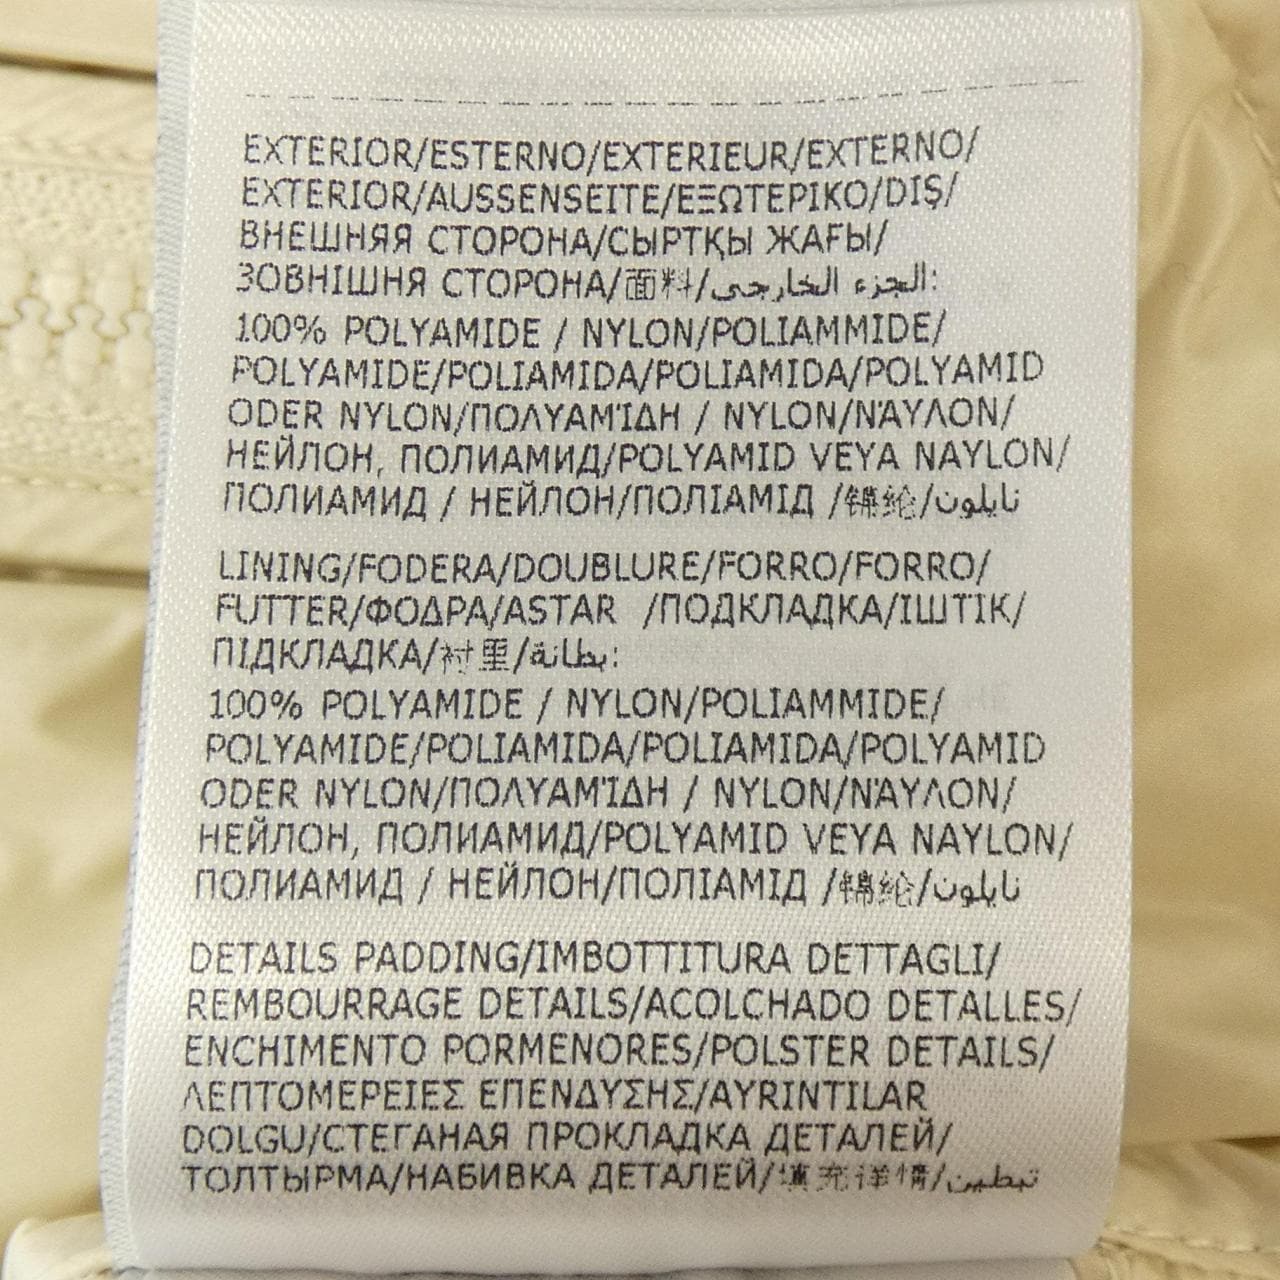 EXTERIOR/ESTERNO/EXTERIEUR/EXTERNO/
EXTERIOR/AUSSENSEITE/ΕΞΩΤΕΡΙΚΟ/DIŞ/
ВНЕШНЯЯ СТОРОНА/СЫРТҚЫ ЖАҒЫ/
ЗОВНІШНЯ СТОРОНА/面料/الجزء الخارجى:
100% POLYAMIDE / NYLON/POLIAMMIDE/
POLYAMIDE/POLIAMIDA/POLIAMIDA/POLYAMID
ODER NYLON/ΠΟΛΥΑΜΊΔΗ / NYLON/ΝΆΥΛΟΝ/
НЕЙЛОН, ПОЛИАМИД/POLYAMID VEYA NAYLON/
ПОЛИАМИД / НЕЙЛОН/ПОЛІАМІД /锦纶/نايلون
LINING/FODERA/DOUBLURE/FORRO/FORRO/
FUTTER/ΦΟΔΡΑ/ASTAR /ПОДКЛАДКА/ІШТІК/
ПІДКЛАДКА/衬里/بطانة:
100% POLYAMIDE / NYLON/POLIAMMIDE/
POLYAMIDE/POLIAMIDA/POLIAMIDA/POLYAMID
ODER NYLON/ΠΟΛΥΑΜΊΔΗ / NYLON/ΝΆΥΛΟΝ/
НЕЙЛОН, ПОЛИАМИД/POLYAMID VEYA NAYLON/
ПОЛИАМИД / НЕЙЛОН/ПОЛІАМІД /锦纶/نايلون
DETAILS PADDING/IMBOTTITURA DETTAGLI/
REMBOURRAGE DETAILS/ACOLCHADO DETALLES/
ENCHIMENTO PORMENORES/POLSTER DETAILS/
ΛΕΠΤΟΜΕΡΕΙΕΣ ΕΠΕΝΔΥΣΗΣ/AYRINTILAR
DOLGU/СТЕГАНАЯ ПРОКЛАДКА ДЕТАЛЕЙ/
ТОЛТЫРМА/НАБИВКА ДЕТАЛЕЙ/填充详情/تبطين